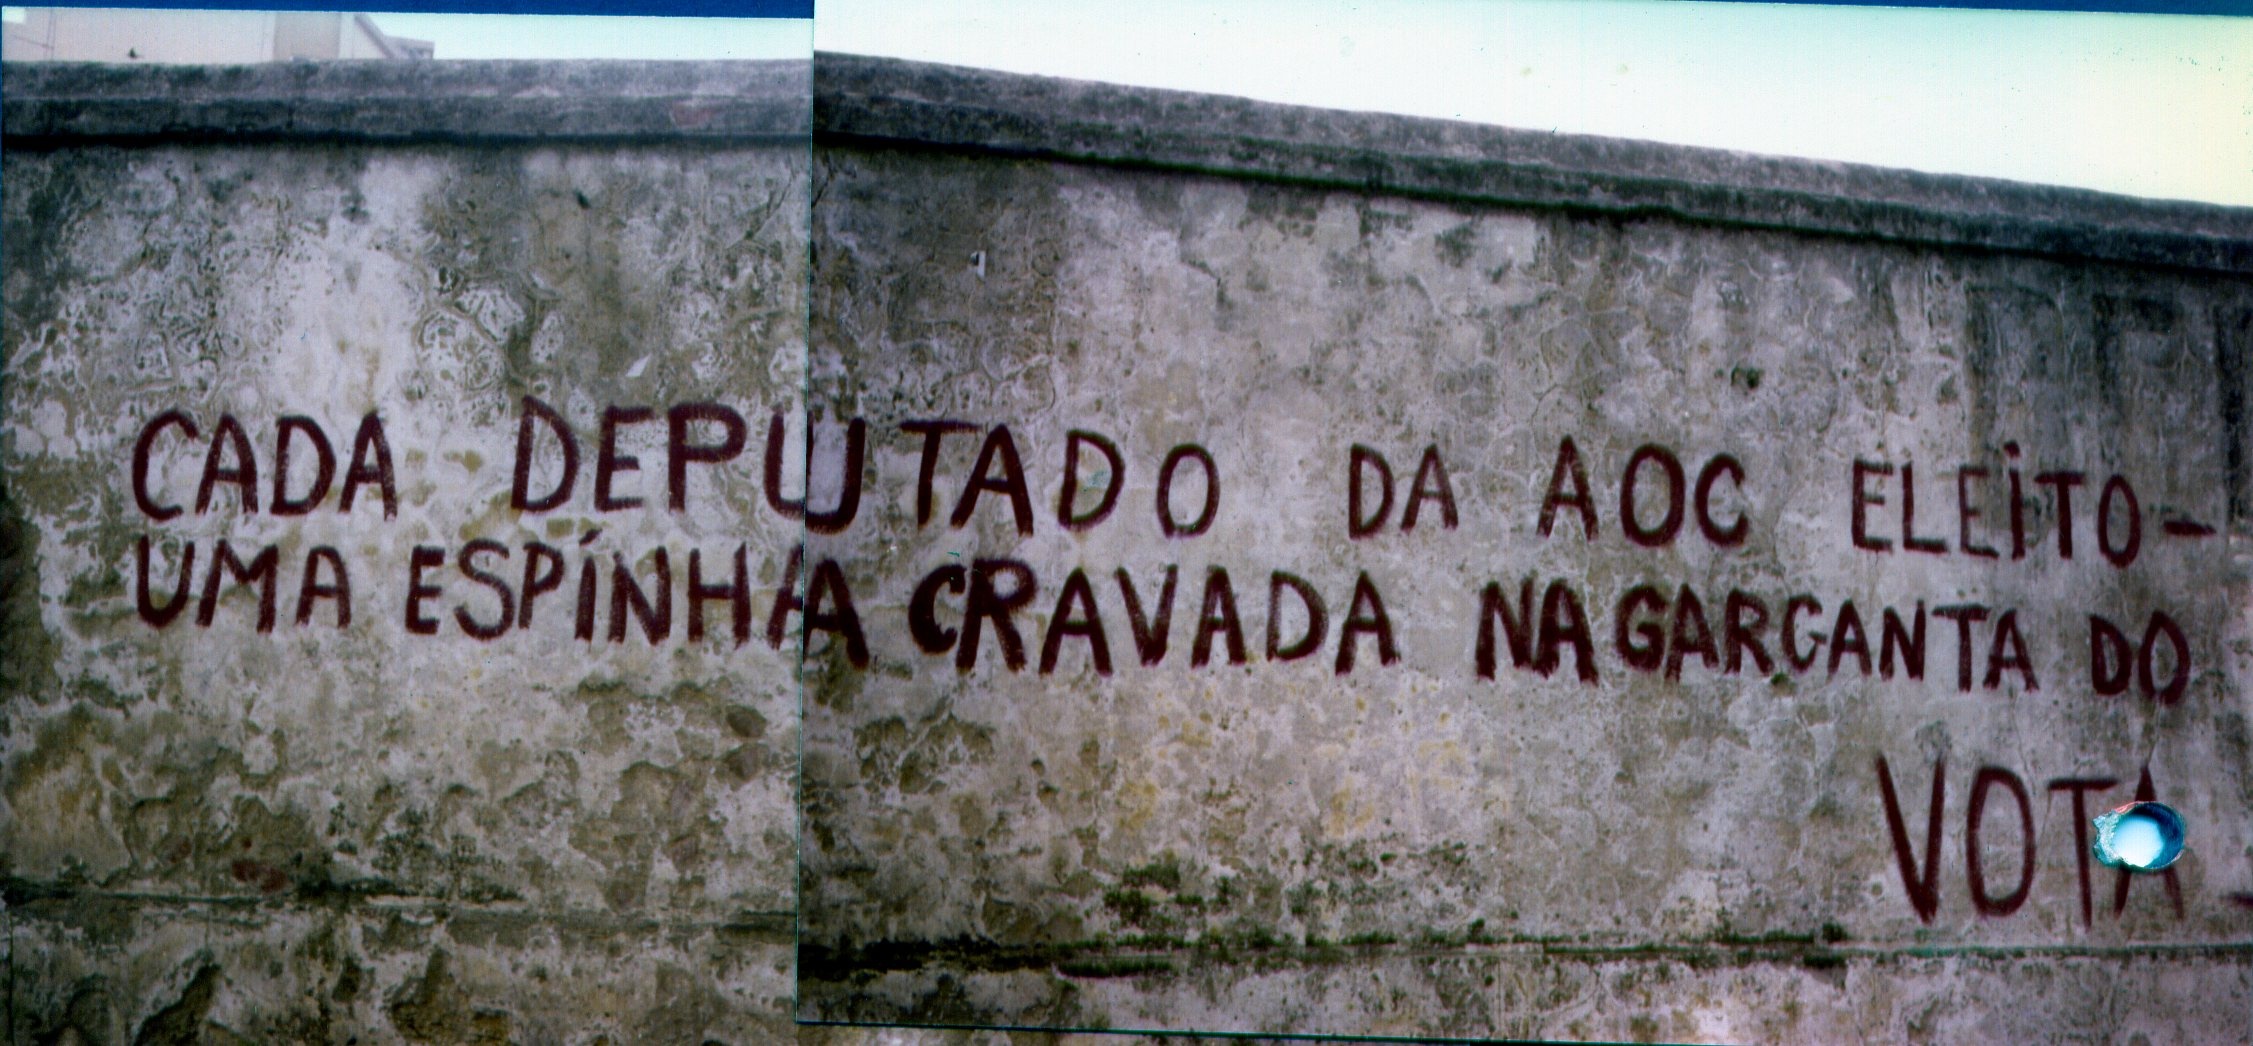 CADA DEPUTADO DA AOC ELEITO-
UMA ESPINHA CRAVADA NA GARGANTA DO
VOTA